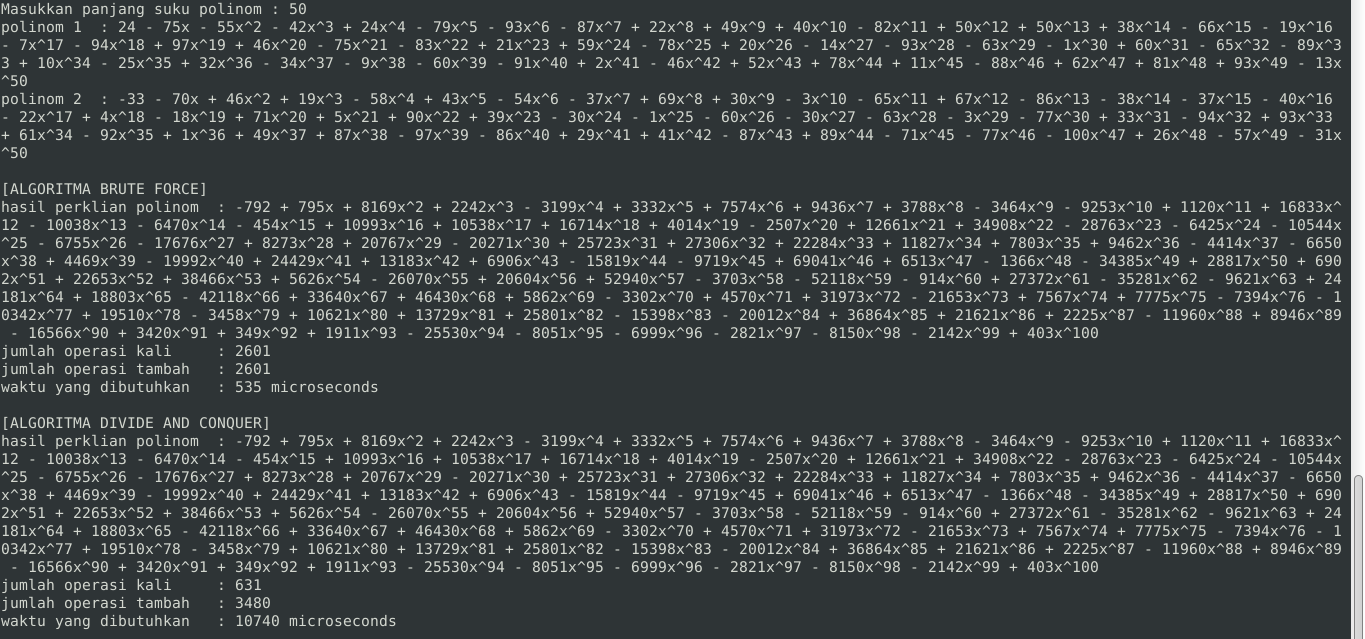 Masukkan panjang suku polinom : 50
polinom 1  : 24 - 75x - 55x^2 - 42x^3 + 24x^4 - 79x^5 - 93x^6 - 87x^7 + 22x^8 + 49x^9 + 40x^10 - 82x^11 + 50x^12 + 50x^13 + 38x^14 - 66x^15 - 19x^16
- 7x^17 - 94x^18 + 97x^19 + 46x^20 - 75x^21 - 83x^22 + 21x^23 + 59x^24 - 78x^25 + 20x^26 - 14x^27 - 93x^28 - 63x^29 - 1x^30 + 60x^31 - 65x^32 - 89x^3
3 + 10x^34 - 25x^35 + 32x^36 - 34x^37 - 9x^38 - 60x^39 - 91x^40 + 2x^41 - 46x^42 + 52x^43 + 78x^44 + 11x^45 - 88x^46 + 62x^47 + 81x^48 + 93x^49 - 13x
^50
polinom 2  : -33 - 70x + 46x^2 + 19x^3 - 58x^4 + 43x^5 - 54x^6 - 37x^7 + 69x^8 + 30x^9 - 3x^10 - 65x^11 + 67x^12 - 86x^13 - 38x^14 - 37x^15 - 40x^16
- 22x^17 + 4x^18 - 18x^19 + 71x^20 + 5x^21 + 90x^22 + 39x^23 - 30x^24 - 1x^25 - 60x^26 - 30x^27 - 63x^28 - 3x^29 - 77x^30 + 33x^31 - 94x^32 + 93x^33
+ 61x^34 - 92x^35 + 1x^36 + 49x^37 + 87x^38 - 97x^39 - 86x^40 + 29x^41 + 41x^42 - 87x^43 + 89x^44 - 71x^45 - 77x^46 - 100x^47 + 26x^48 - 57x^49 - 31x
^50

[ALGORITMA BRUTE FORCE]
hasil perklian polinom  : -792 + 795x + 8169x^2 + 2242x^3 - 3199x^4 + 3332x^5 + 7574x^6 + 9436x^7 + 3788x^8 - 3464x^9 - 9253x^10 + 1120x^11 + 16833x^
12 - 10038x^13 - 6470x^14 - 454x^15 + 10993x^16 + 10538x^17 + 16714x^18 + 4014x^19 - 2507x^20 + 12661x^21 + 34908x^22 - 28763x^23 - 6425x^24 - 10544x
^25 - 6755x^26 - 17676x^27 + 8273x^28 + 20767x^29 - 20271x^30 + 25723x^31 + 27306x^32 + 22284x^33 + 11827x^34 + 7803x^35 + 9462x^36 - 4414x^37 - 6650
x^38 + 4469x^39 - 19992x^40 + 24429x^41 + 13183x^42 + 6906x^43 - 15819x^44 - 9719x^45 + 69041x^46 + 6513x^47 - 1366x^48 - 34385x^49 + 28817x^50 + 690
2x^51 + 22653x^52 + 38466x^53 + 5626x^54 - 26070x^55 + 20604x^56 + 52940x^57 - 3703x^58 - 52118x^59 - 914x^60 + 27372x^61 - 35281x^62 - 9621x^63 + 24
181x^64 + 18803x^65 - 42118x^66 + 33640x^67 + 46430x^68 + 5862x^69 - 3302x^70 + 4570x^71 + 31973x^72 - 21653x^73 + 7567x^74 + 7775x^75 - 7394x^76 - 1
0342x^77 + 19510x^78 - 3458x^79 + 10621x^80 + 13729x^81 + 25801x^82 - 15398x^83 - 20012x^84 + 36864x^85 + 21621x^86 + 2225x^87 - 11960x^88 + 8946x^89
 - 16566x^90 + 3420x^91 + 349x^92 + 1911x^93 - 25530x^94 - 8051x^95 - 6999x^96 - 2821x^97 - 8150x^98 - 2142x^99 + 403x^100
jumlah operasi kali     : 2601
jumlah operasi tambah   : 2601
waktu yang dibutuhkan   : 535 microseconds

[ALGORITMA DIVIDE AND CONQUER]
hasil perklian polinom  : -792 + 795x + 8169x^2 + 2242x^3 - 3199x^4 + 3332x^5 + 7574x^6 + 9436x^7 + 3788x^8 - 3464x^9 - 9253x^10 + 1120x^11 + 16833x^
12 - 10038x^13 - 6470x^14 - 454x^15 + 10993x^16 + 10538x^17 + 16714x^18 + 4014x^19 - 2507x^20 + 12661x^21 + 34908x^22 - 28763x^23 - 6425x^24 - 10544x
^25 - 6755x^26 - 17676x^27 + 8273x^28 + 20767x^29 - 20271x^30 + 25723x^31 + 27306x^32 + 22284x^33 + 11827x^34 + 7803x^35 + 9462x^36 - 4414x^37 - 6650
x^38 + 4469x^39 - 19992x^40 + 24429x^41 + 13183x^42 + 6906x^43 - 15819x^44 - 9719x^45 + 69041x^46 + 6513x^47 - 1366x^48 - 34385x^49 + 28817x^50 + 690
2x^51 + 22653x^52 + 38466x^53 + 5626x^54 - 26070x^55 + 20604x^56 + 52940x^57 - 3703x^58 - 52118x^59 - 914x^60 + 27372x^61 - 35281x^62 - 9621x^63 + 24
181x^64 + 18803x^65 - 42118x^66 + 33640x^67 + 46430x^68 + 5862x^69 - 3302x^70 + 4570x^71 + 31973x^72 - 21653x^73 + 7567x^74 + 7775x^75 - 7394x^76 - 1
0342x^77 + 19510x^78 - 3458x^79 + 10621x^80 + 13729x^81 + 25801x^82 - 15398x^83 - 20012x^84 + 36864x^85 + 21621x^86 + 2225x^87 - 11960x^88 + 8946x^89
 - 16566x^90 + 3420x^91 + 349x^92 + 1911x^93 - 25530x^94 - 8051x^95 - 6999x^96 - 2821x^97 - 8150x^98 - 2142x^99 + 403x^100
jumlah operasi kali     : 631
jumlah operasi tambah   : 3480
waktu yang dibutuhkan   : 10740 microseconds